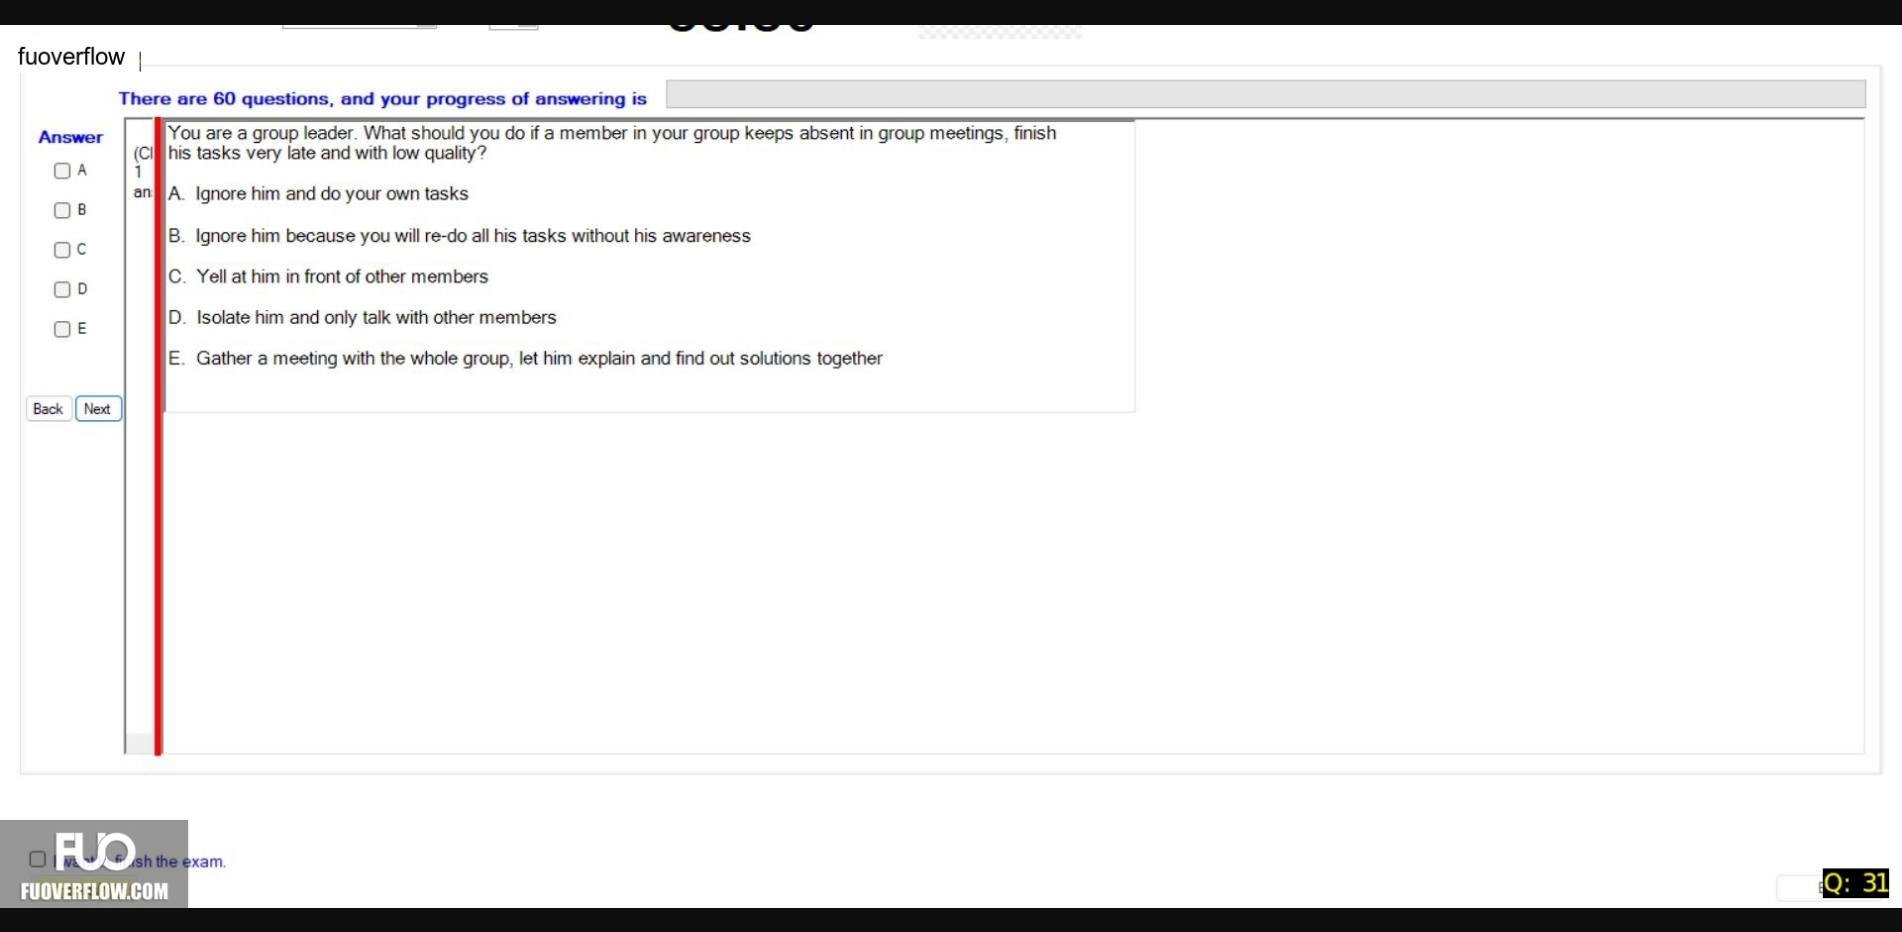 fuoverflow
There are 60 questions, and your progress of answering is
Answer
A
B
C
D
E
Back Next
(Cl
1
an
You are a group leader. What should you do if a member in your group keeps absent in group meetings, finish
his tasks very late and with low quality?
A. Ignore him and do your own tasks
B. Ignore him because you will re-do all his tasks without his awareness
C. Yell at him in front of other members
D. Isolate him and only talk with other members
E. Gather a meeting with the whole group, let him explain and find out solutions together
FUO
the exam.
FUOVERFLOW.COM
Q: 31